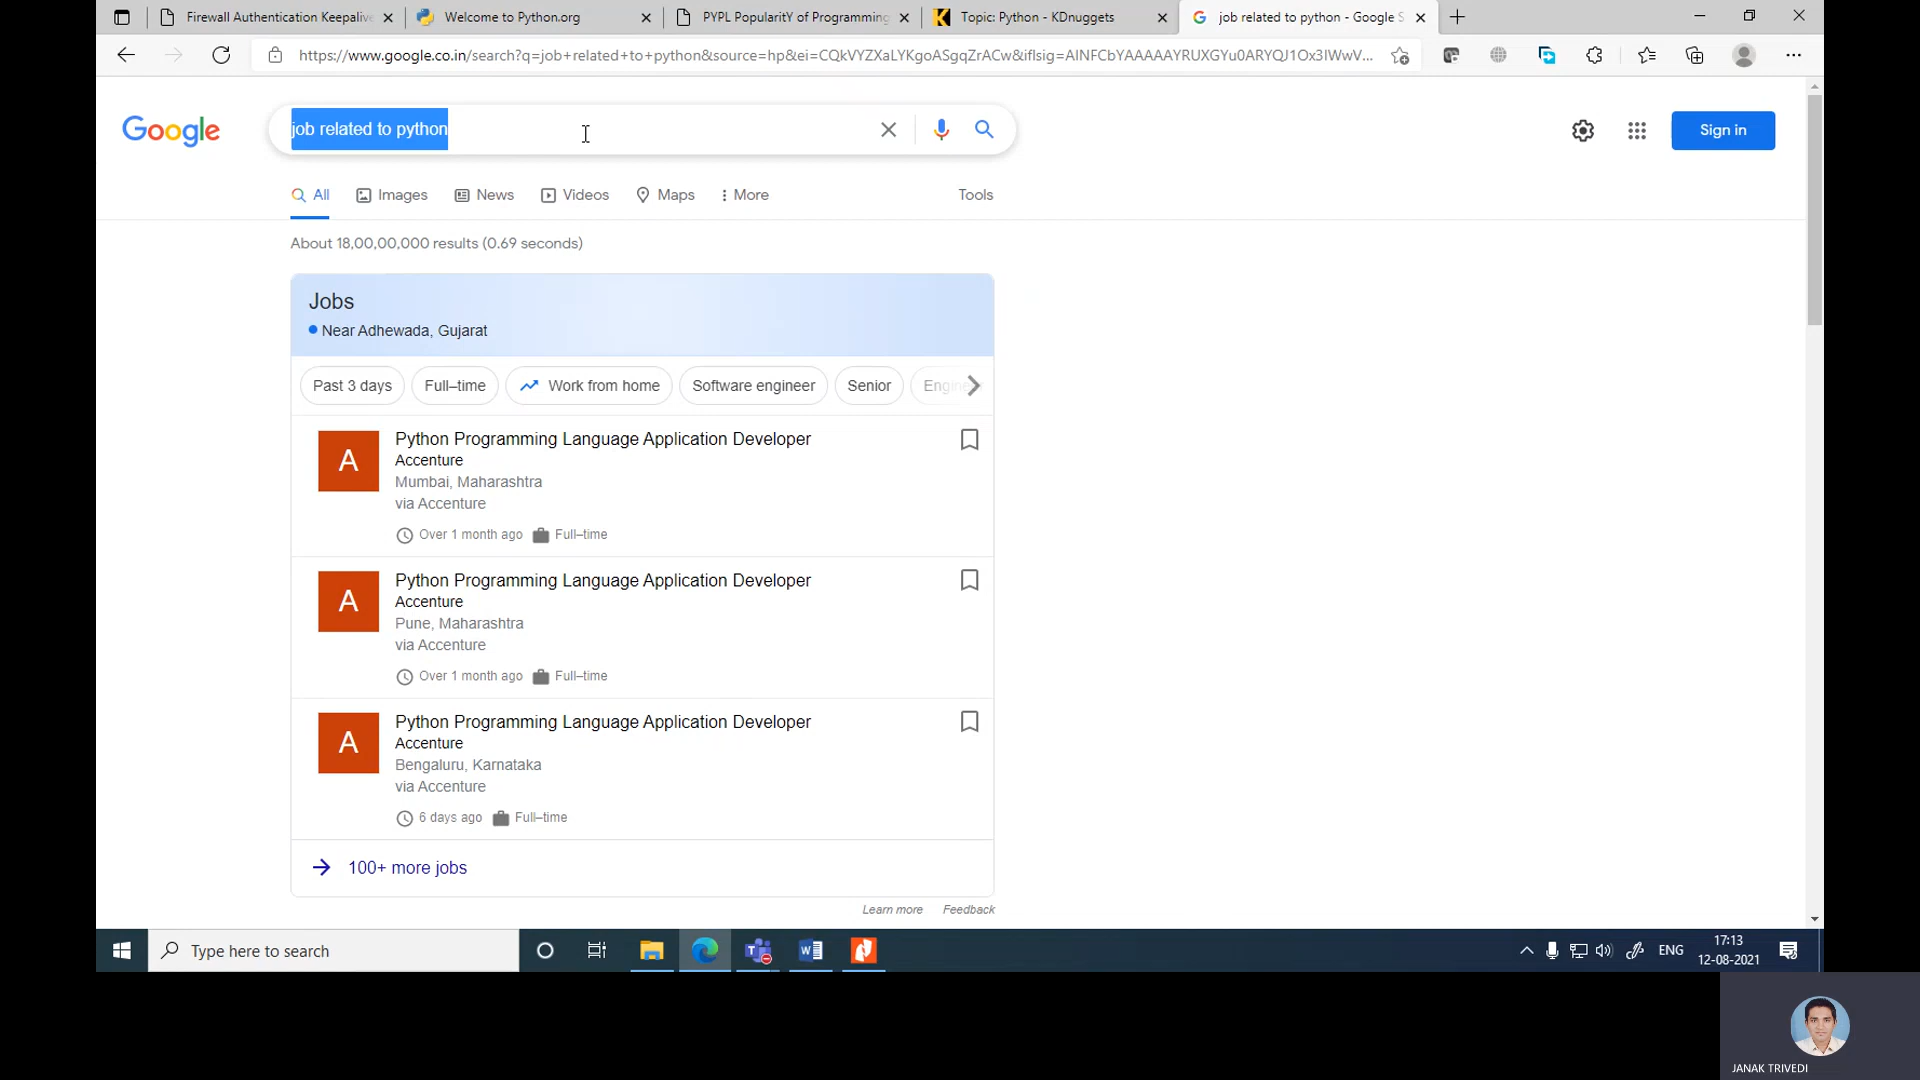 Firewall Authentication Keepalive
Welcome to Python.org
PYPL PopularitY of Programming
Topic: Python - KDnuggets
job related to python - Google S
https://www.google.co.in/search?q=job+related+to+python&source=hp&ei=CQkVYZXaLYKgoASgqZrACw&iflsig=AINFCbYAAAAAYRUXGYu0ARYQJ1Ox3IWwV...
Google
job related to python
Sign in
All
Images
News
Videos
Maps
More
Tools
About 18,00,00,000 results (0.69 seconds)
Jobs
Near Adhewada, Gujarat
Past 3 days
Full–time
Work from home
Software engineer
Senior
Python Programming Language Application Developer
A
Accenture
Mumbai, Maharashtra
via Accenture
Over 1 month ago Full–time
Python Programming Language Application Developer
A
Accenture
Pune, Maharashtra
via Accenture
Over 1 month ago Full–time
Python Programming Language Application Developer
A
Accenture
Bengaluru, Karnataka
via Accenture
6 days ago Full–time
100+ more jobs
Learn more Feedback
Type here to search
ENG
17:13
12-08-2021
JANAK TRIVEDI